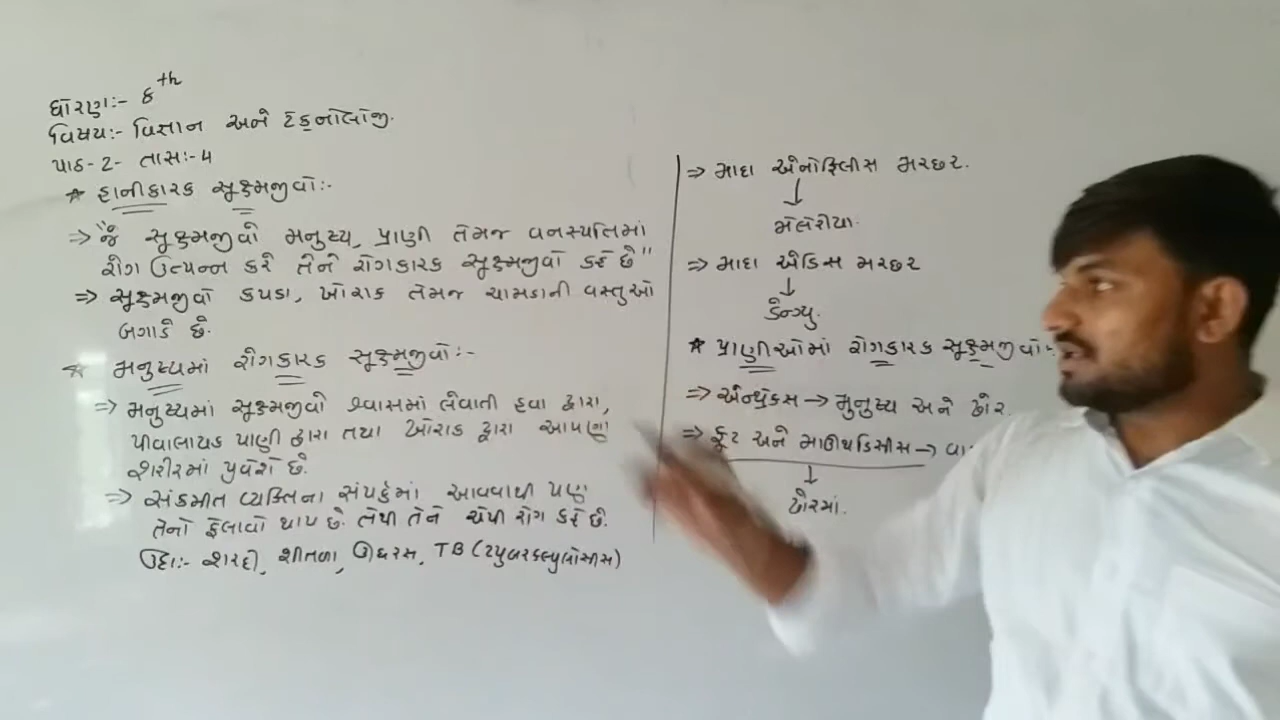 ધોરણ:- 8th
વિષય:- વિજ્ઞાન અને ટેકનોલોજી.
પાઠ-2- તાસ:-4
* હાનીકારક સૂક્ષ્મજીવો:-
⇒ "જે સૂક્ષ્મજીવો મનુષ્ય, પ્રાણી તેમજ વનસ્પતિમાં
રોગ ઉત્પન્ન કરે તેને રોગકારક સૂક્ષ્મજીવો કહે છે"
⇒ સૂક્ષ્મજીવો કપડા, ખોરાક તેમજ ચામડાની વસ્તુઓ
બગાડે છે.
* મનુષ્યમાં રોગકારક સૂક્ષ્મજીવો:-
⇒ મનુષ્યમાં સૂક્ષ્મજીવો શ્વાસમાં લેવાતી હવા દ્વારા,
પીવાલાયક પાણી દ્વારા તથા ખોરાક દ્વારા આપણા
શરીરમાં પ્રવેશે છે.
⇒ સંક્રમીત વ્યક્તિના સંપર્કમાં આવવાથી પણ
તેનો ફેલાવો થાય છે. તેથી તેને ચેપી રોગ કહે છે.
ઉદા:- શરદી, શીતળા, ઊધરસ, TB (ટ્યુબરક્લ્યુલોસીસ)
⇒ માદા એનોફિલીસ મચ્છર.
↓
મેલેરીયા.
⇒ માદા એડિસ મચ્છર
↓
ડેન્ગ્યુ.
* પ્રાણીઓમાં રોગકારક સૂક્ષ્મજીવો:-
⇒ એન્થ્રેક્સ → મુનુષ્ય અને ઢોર.
⇒ ફૂટ અને માઉથડિસીસ → વા
↓
ઢોરમાં.